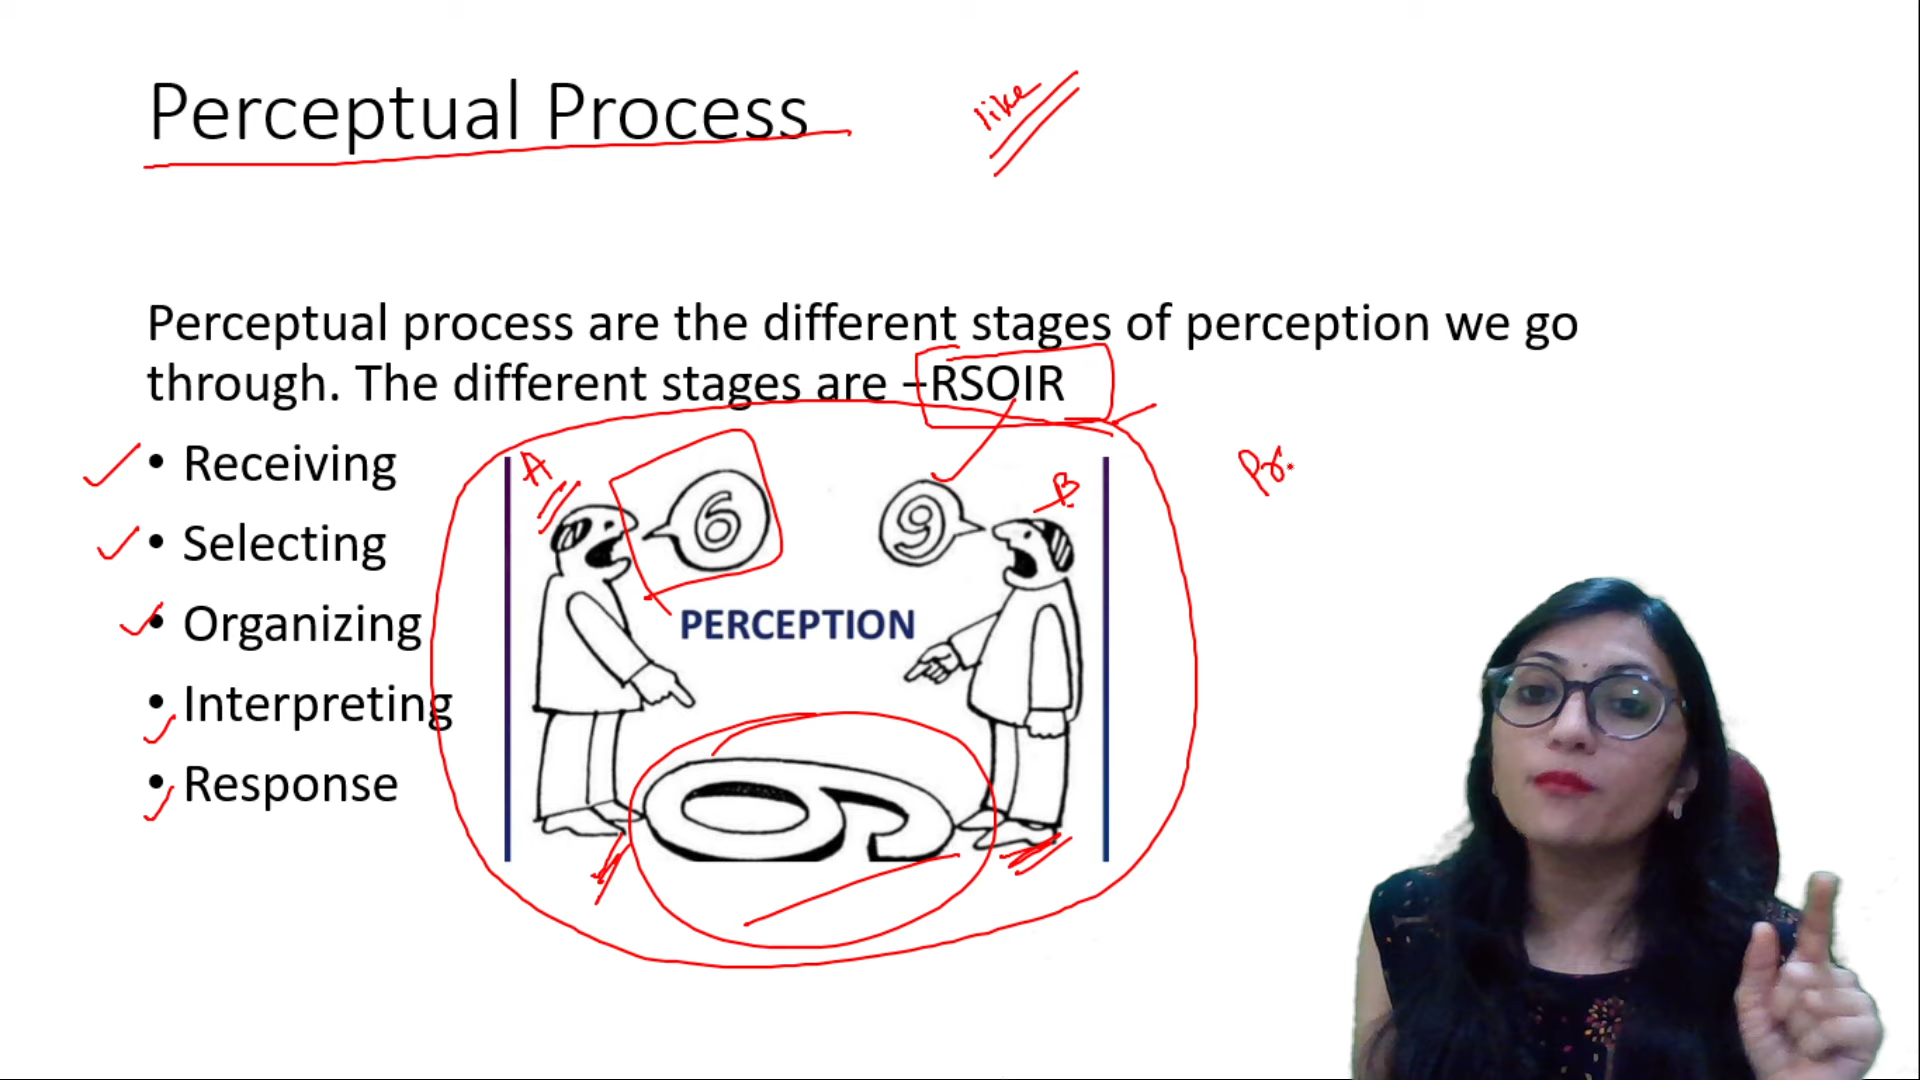 Perceptual Process
like
Perceptual process are the different stages of perception we go
through. The different stages are –RSOIR
• Receiving
• Selecting
• Organizing
• Interpreting
• Response
A
6
9
B
PERCEPTION
6
Pr.